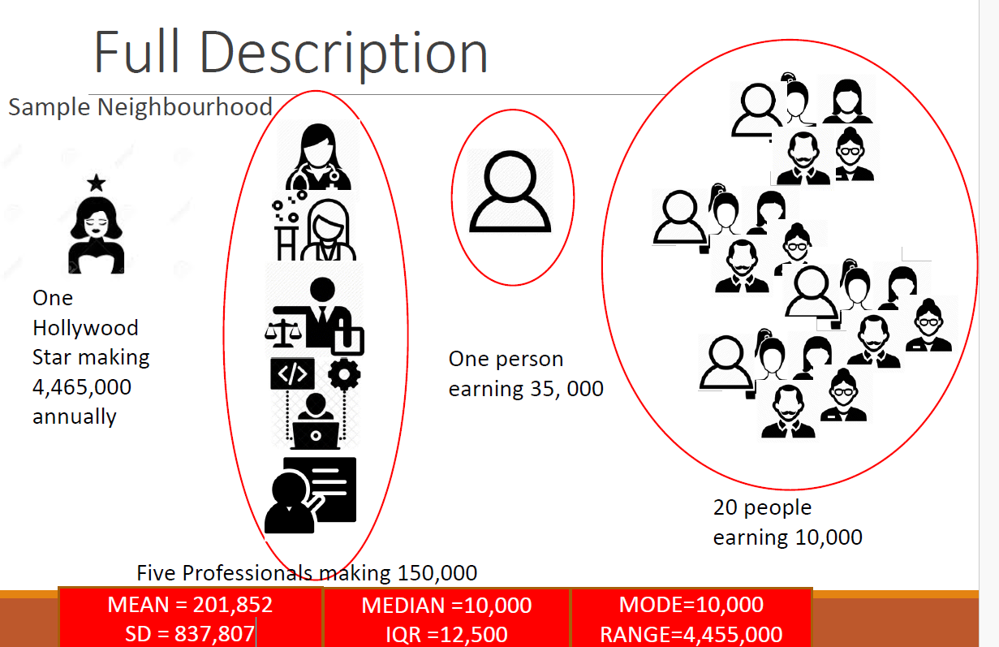 Full Description
Sample Neighbourhood
One
Hollywood
Star making
4,465,000
annually
</>
One person
earning 35, 000
20 people
earning 10,000
Five Professionals making 150,000
MEAN = 201,852
SD = 837,807
MEDIAN =10,000
IQR =12,500
MODE=10,000
RANGE=4,455,000